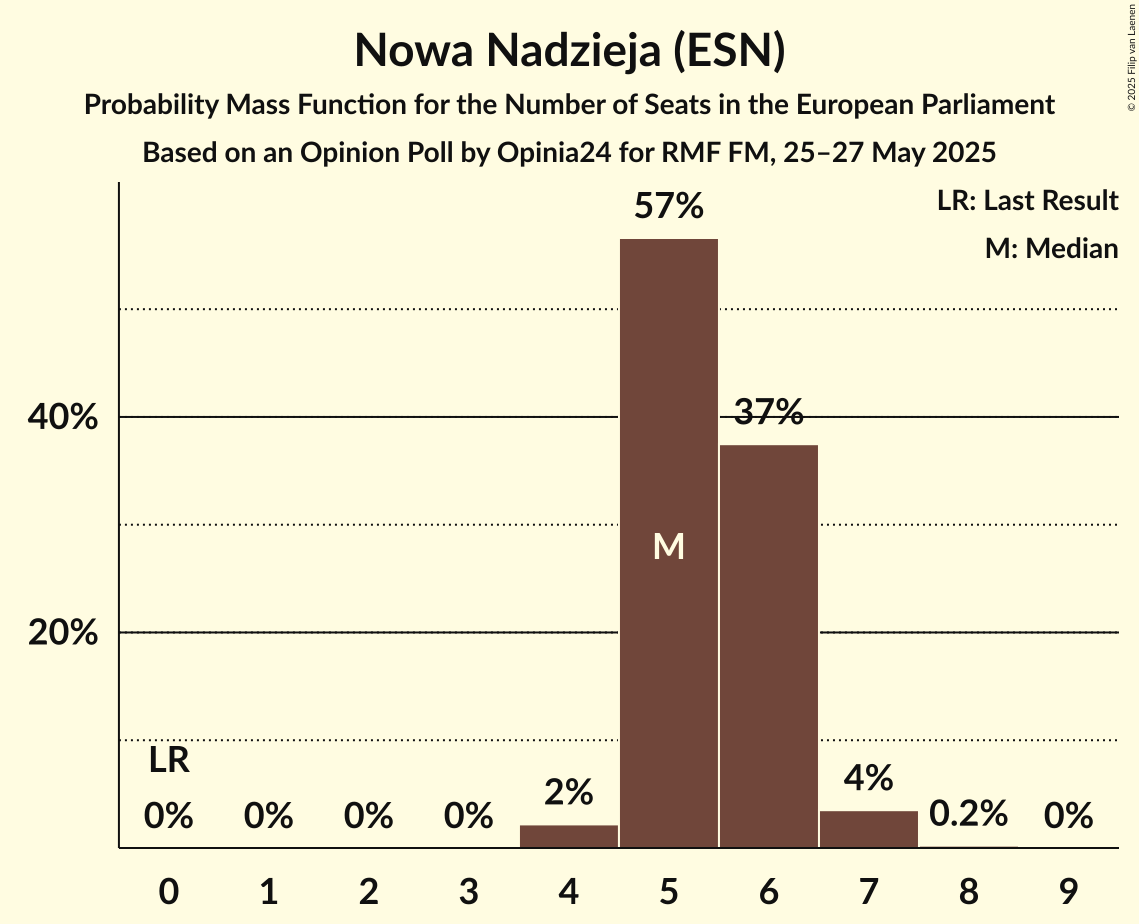 Nowa Nadzieja (ESN)
Probability Mass Function for the Number of Seats in the European Parliament
Based on an Opinion Poll by Opinia24 for RMF FM, 25–27 May 2025
© 2025 Filip van Laenen
LR: Last Result
M: Median
57%
40%
37%
M
20%
LR
0%
0%
0%
0%
2%
4%
0.2%
0%
0
1
2
3
4
5
6
7
8
9